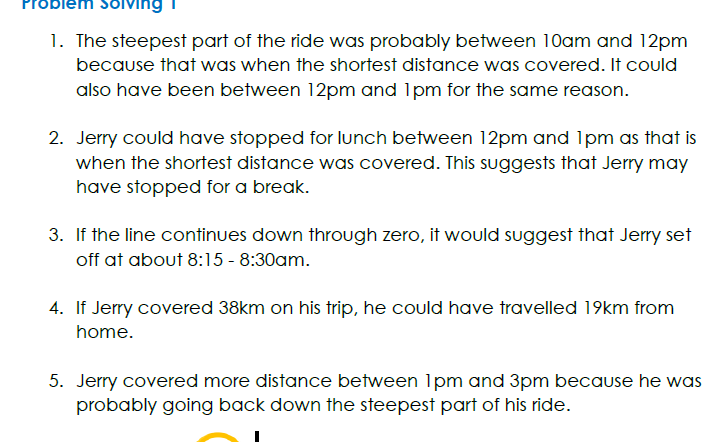 Problem Solving 1
1. The steepest part of the ride was probably between 10am and 12pm
because that was when the shortest distance was covered. It could
also have been between 12pm and 1pm for the same reason.
2. Jerry could have stopped for lunch between 12pm and 1pm as that is
when the shortest distance was covered. This suggests that Jerry may
have stopped for a break.
3. If the line continues down through zero, it would suggest that Jerry set
off at about 8:15 - 8:30am.
4. If Jerry covered 38km on his trip, he could have travelled 19km from
home.
5. Jerry covered more distance between 1pm and 3pm because he was
probably going back down the steepest part of his ride.